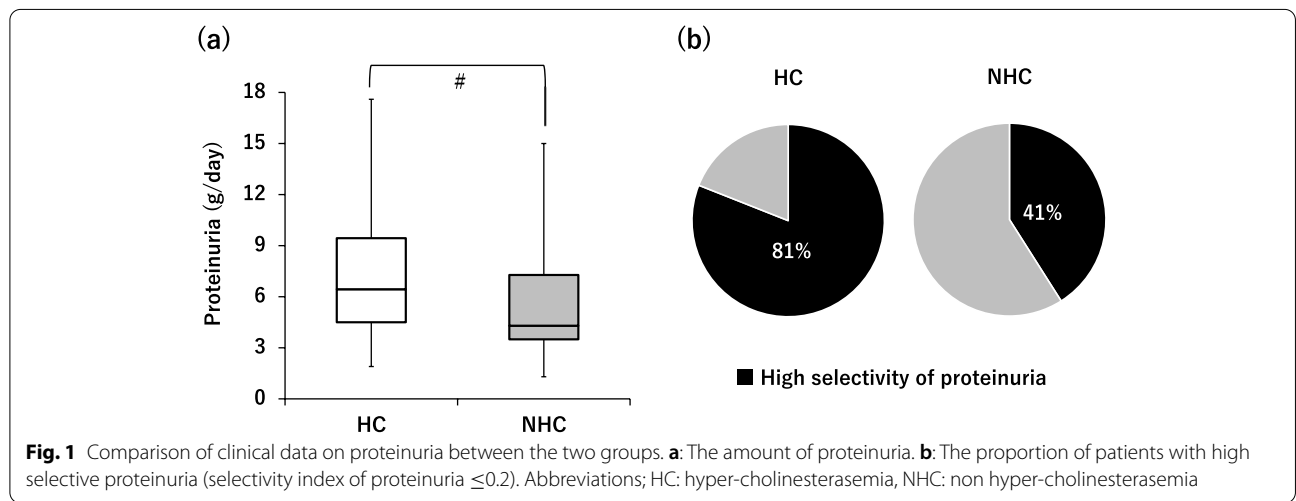 (a)
#
18
15
12
9
6
3
0
Proteinuria (g/day)
HC
NHC
(b)
HC
NHC
81%
41%
High selectivity of proteinuria
Fig. 1 Comparison of clinical data on proteinuria between the two groups. a: The amount of proteinuria. b: The proportion of patients with high
selective proteinuria (selectivity index of proteinuria ≤0.2). Abbreviations; HC: hyper-cholinesterasemia, NHC: non hyper-cholinesterasemia